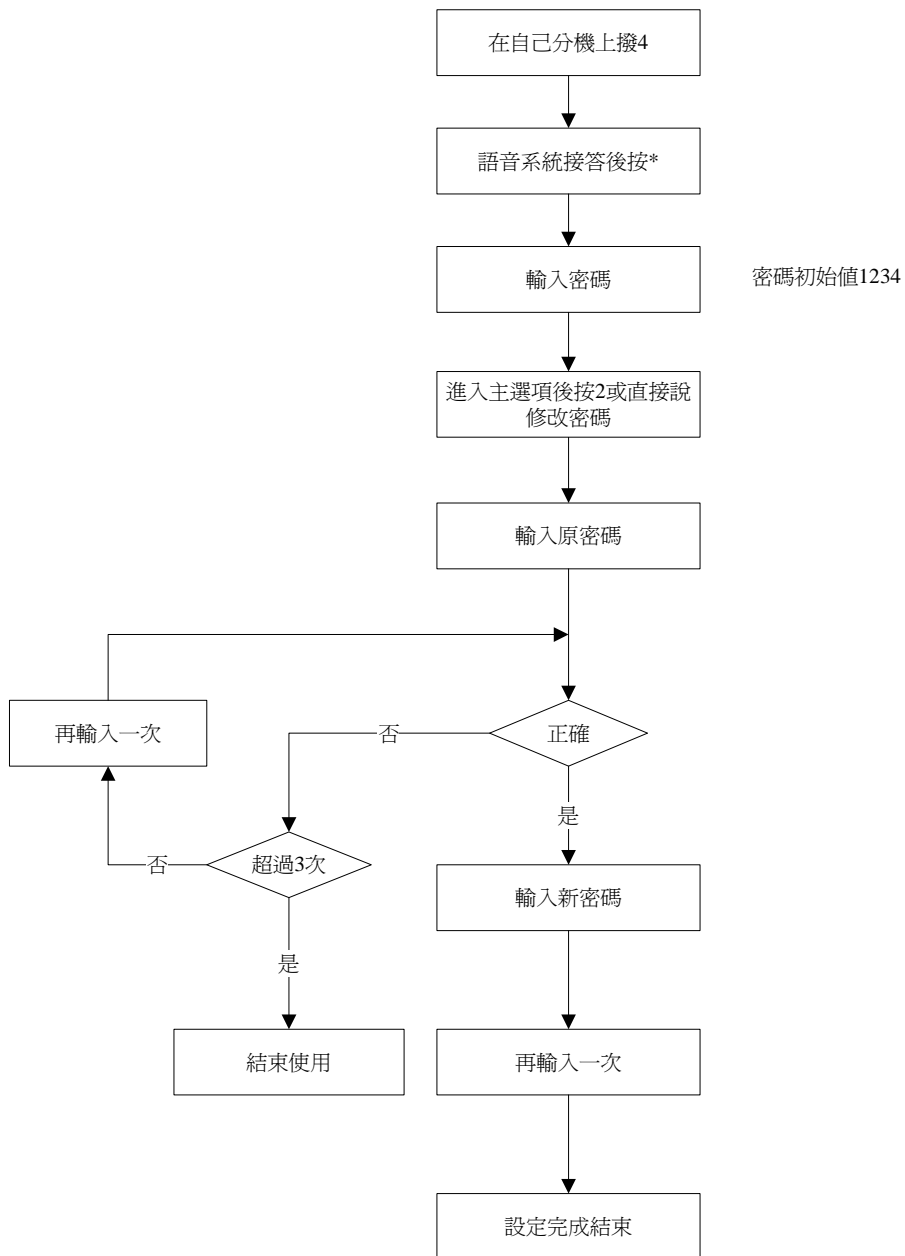 在自己分機上撥4
語音系統接答後按*
輸入密碼
密碼初始值1234
進入主選項後按2或直接說
修改密碼
輸入原密碼
再輸入一次
否
正確
是
否
超過3次
輸入新密碼
是
結束使用
再輸入一次
設定完成結束